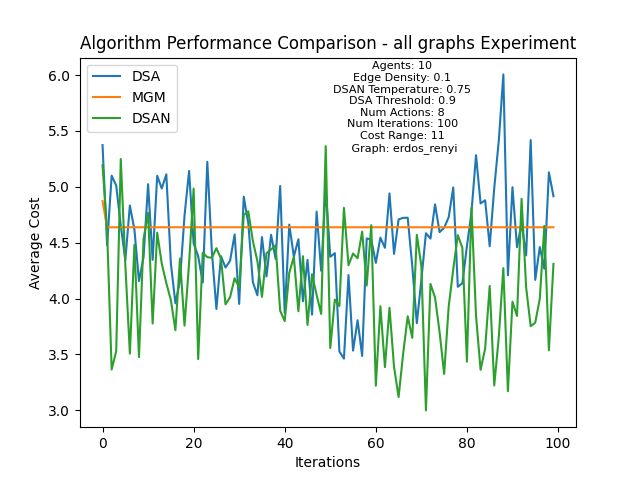 Algorithm Performance Comparison - all graphs Experiment
DSA
MGM
DSAN
Agents: 10
Edge Density: 0.1
DSAN Temperature: 0.75
DSA Threshold: 0.9
Num Actions: 8
Num Iterations: 100
Cost Range: 11
Graph: erdos_renyi
Average Cost
6.0
5.5
5.0
4.5
4.0
3.5
3.0
0 20 40 60 80 100
Iterations